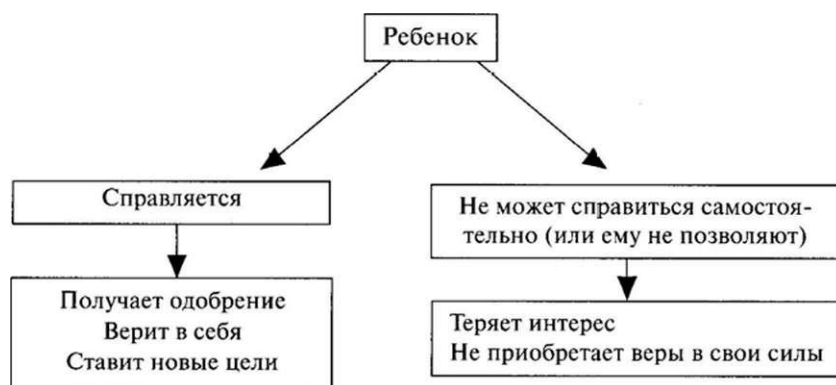 Ребенок
Справляется
Не может справиться самостоя-
тельно (или ему не позволяют)
Получает одобрение
Верит в себя
Ставит новые цели
Теряет интерес
Не приобретает веры в свои силы